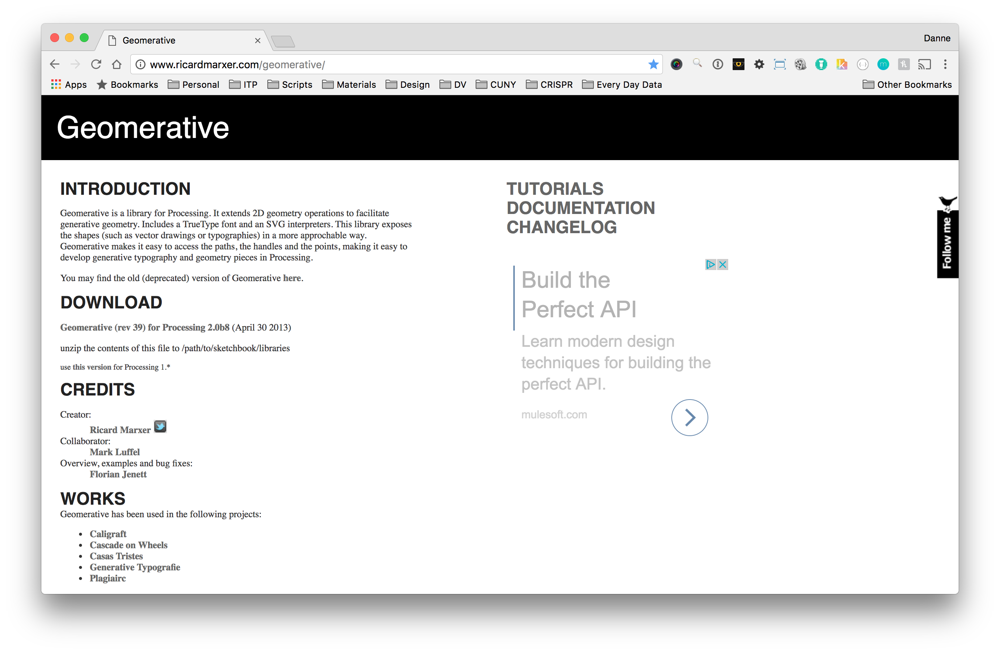 Geomerative
Danne
www.ricardmarxer.com/geomerative/
Apps Bookmarks Personal ITP Scripts Materials Design DV CUNY CRISPR Every Day Data Other Bookmarks
Geomerative
INTRODUCTION
Geomerative is a library for Processing. It extends 2D geometry operations to facilitate
generative geometry. Includes a TrueType font and an SVG interpreters. This library exposes
the shapes (such as vector drawings or typographies) in a more approchable way.
Geomerative makes it easy to access the paths, the handles and the points, making it easy to
develop generative typography and geometry pieces in Processing.
You may find the old (deprecated) version of Geomerative here.
DOWNLOAD
Geomerative (rev 39) for Processing 2.0b8 (April 30 2013)
unzip the contents of this file to /path/to/sketchbook/libraries
use this version for Processing 1.*
CREDITS
Creator:
Ricard Marxer
Collaborator:
Mark Luffel
Overview, examples and bug fixes:
Florian Jenett
WORKS
Geomerative has been used in the following projects:
• Caligraft
• Cascade on Wheels
• Casas Tristes
• Generative Typografie
• Plagiairc
TUTORIALS
DOCUMENTATION
CHANGELOG
Build the
Perfect API
Learn modern design
techniques for building the
perfect API.
mulesoft.com
Follow me